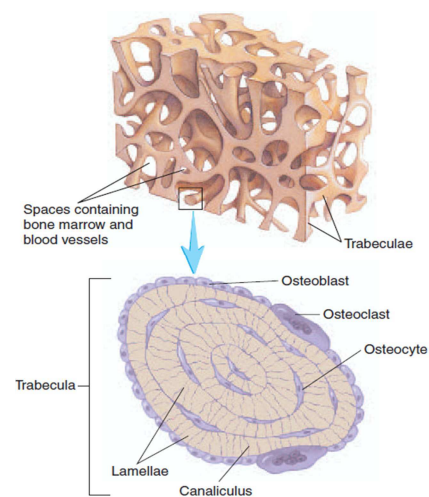 Spaces containing
bone marrow and
blood vessels
Trabeculae
Osteoblast
Osteoclast
Osteocyte
Trabecula
Lamellae
Canaliculus